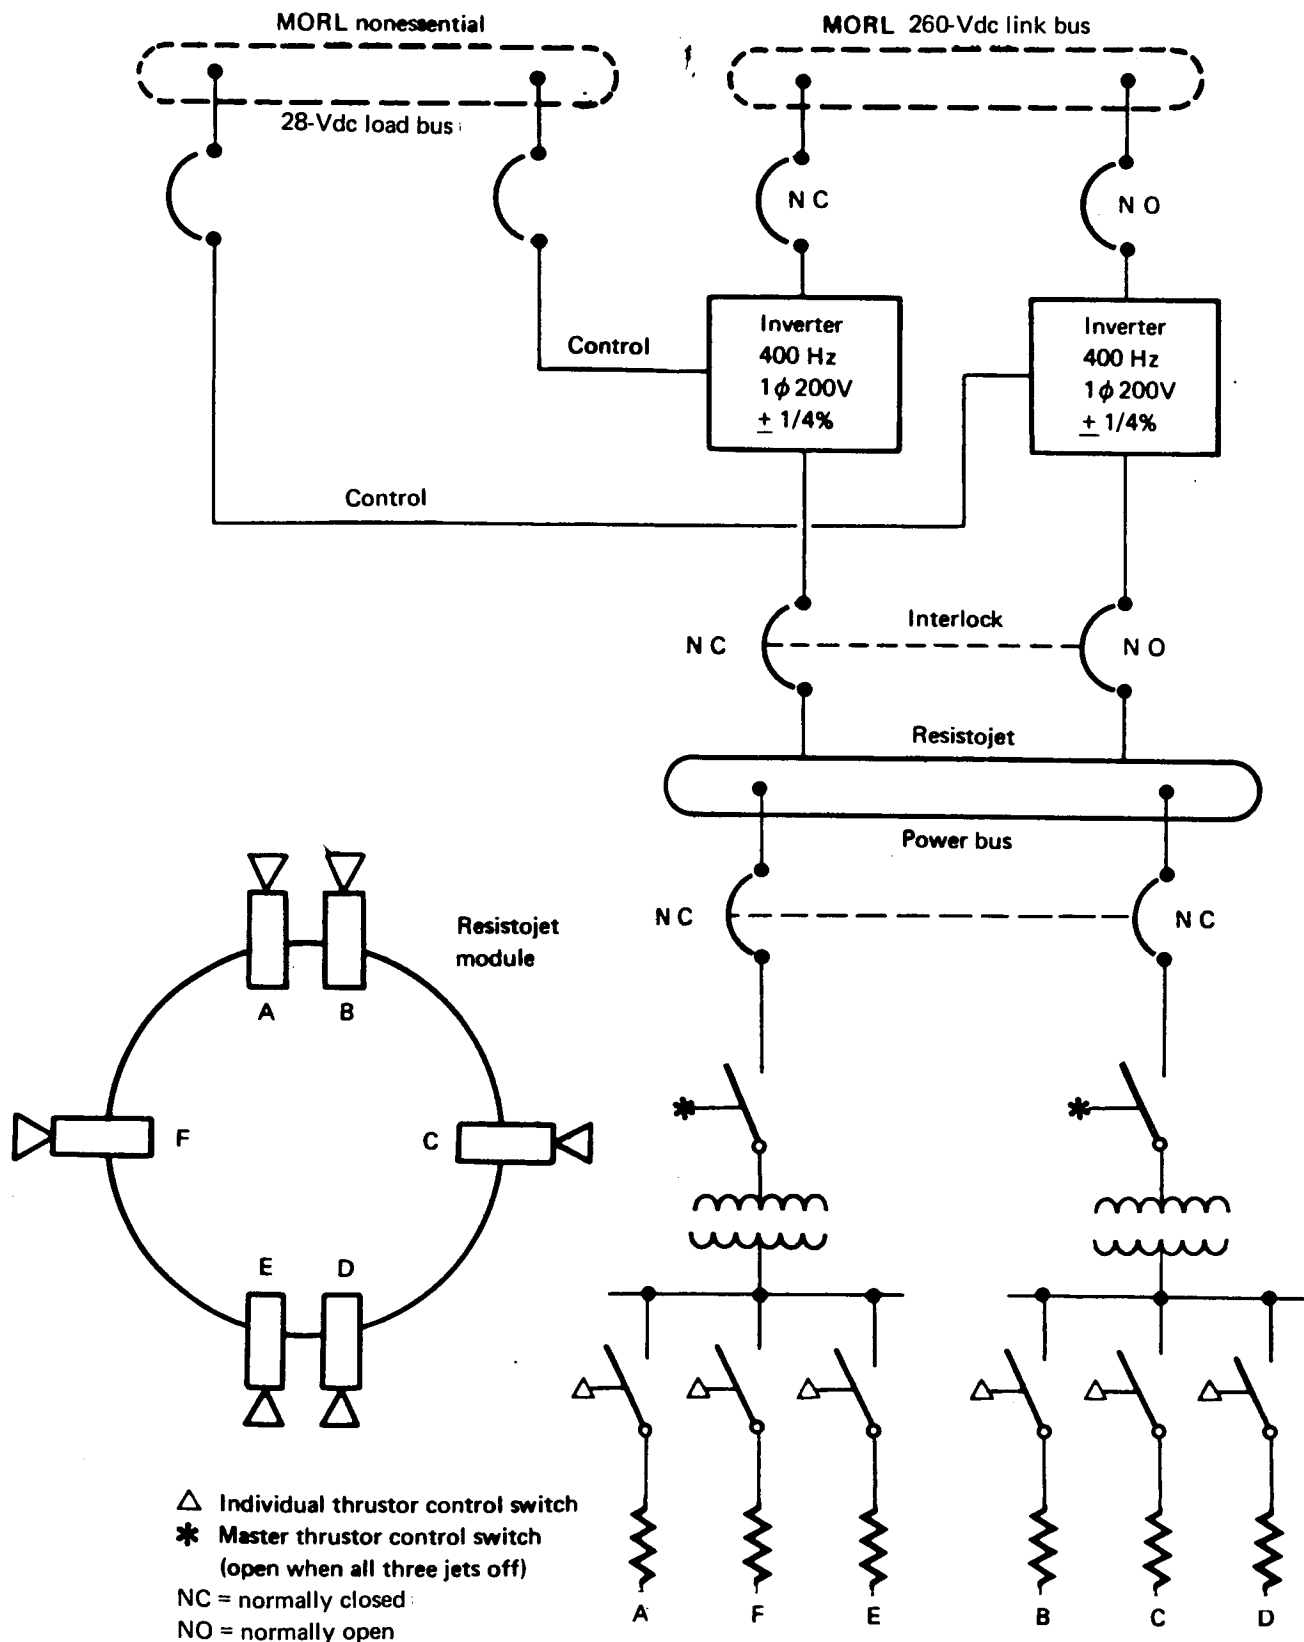 MORL nonessential
28-Vdc load bus
MORL 260-Vdc link bus
N C
N O
Inverter
400 Hz
1ϕ 200V
± 1/4%
Inverter
400 Hz
1ϕ 200V
± 1/4%
Control
Control
Interlock
N C
N O
Resistojet
Power bus
N C
N C
Resistojet
module
A
B
F
C
E
D
△ Individual thrustor control switch
✱ Master thrustor control switch
(open when all three jets off)
NC = normally closed
NO = normally open
✱
✱
A
F
E
B
C
D